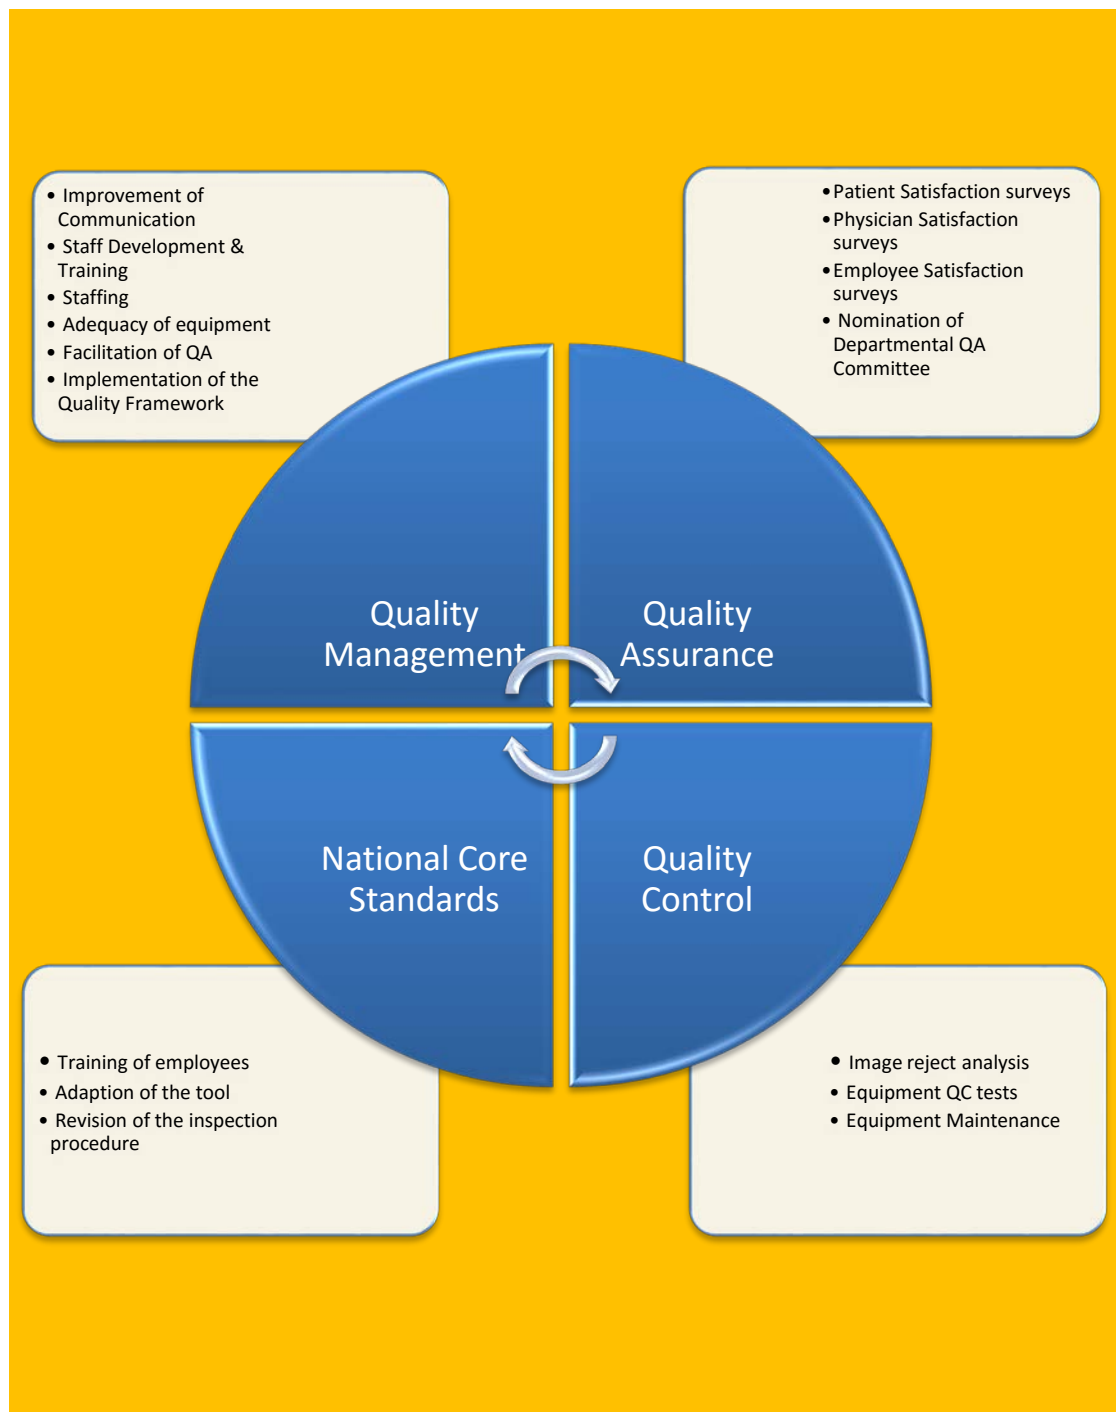 • Improvement of
Communication
• Staff Development &
Training
• Staffing
• Adequacy of equipment
• Facilitation of QA
• Implementation of the
Quality Framework
•Patient Satisfaction surveys
•Physician Satisfaction
surveys
•Employee Satisfaction
surveys
• Nomination of
Departmental QA
Committee
Quality
Management
Quality
Assurance
National Core
Standards
Quality
Control
• Training of employees
• Adaption of the tool
• Revision of the inspection
procedure
• Image reject analysis
• Equipment QC tests
• Equipment Maintenance